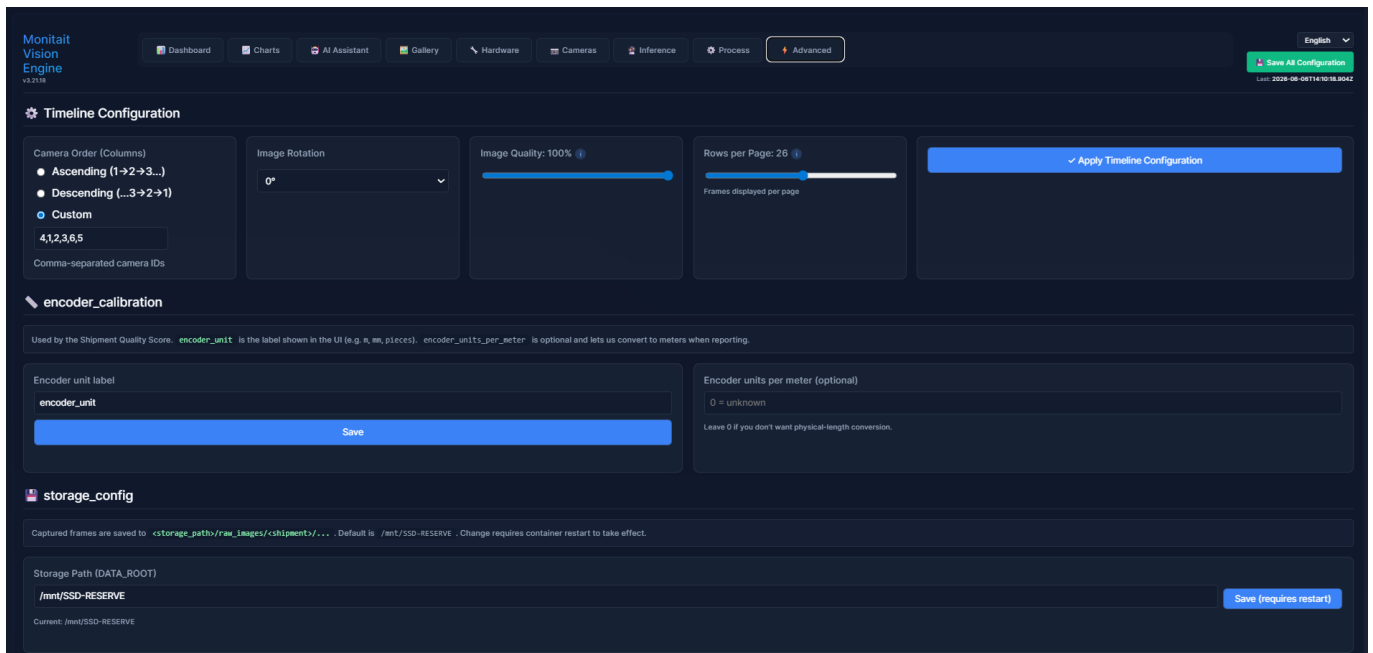 Monitait
Vision
Engine
v3.21.19
Dashboard
Charts
AI Assistant
Gallery
Hardware
Cameras
Inference
Process
Advanced
English
Save All Configuration
Last: 2026-06-06T14:10:18.904Z
Timeline Configuration
Camera Order (Columns)
Ascending (1→2→3...)
Descending (...3→2→1)
Custom
4,1,2,3,6,5
Comma-separated camera IDs
Image Rotation
0°
Image Quality: 100%
Rows per Page: 26
Frames displayed per page
✓ Apply Timeline Configuration
encoder_calibration
Used by the Shipment Quality Score. encoder_unit is the label shown in the UI (e.g. m, mm, pieces). encoder_units_per_meter is optional and lets us convert to meters when reporting.
Encoder unit label
encoder_unit
Save
Encoder units per meter (optional)
0 = unknown
Leave 0 if you don't want physical-length conversion.
storage_config
Captured frames are saved to <storage_path>/raw_images/<shipment>/... . Default is /mnt/SSD-RESERVE . Change requires container restart to take effect.
Storage Path (DATA_ROOT)
/mnt/SSD-RESERVE
Save (requires restart)
Current: /mnt/SSD-RESERVE